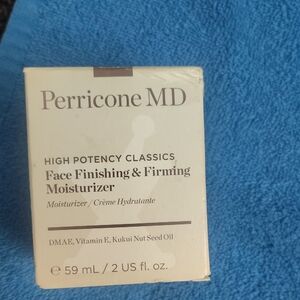 Perricone MD
HIGH POTENCY CLASSICS
Face Finishing & Firming
Moisturizer
Moisturizer / Crème Hydratante
DMAE, Vitamin E, Kukui Nut Seed Oil
℮ 59 mL / 2 US fl. oz.